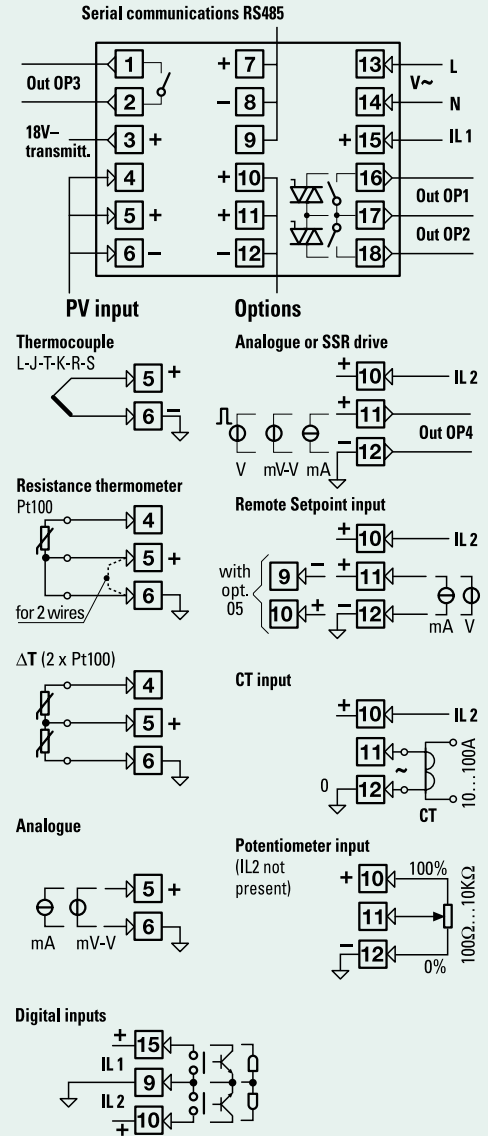 Serial communications RS485
1 + 7 13 L
Out OP3 V~
2 − 8 14 N
18V–
transmitt. 3 + 9 + 15 IL 1
4 + 10 16
Out OP1
5 + + 11 17
Out OP2
6 − − 12 18
PV input Options
Thermocouple
L-J-T-K-R-S
5 +
6 −
Resistance thermometer
Pt100
4
5 +
6
for 2 wires
ΔT (2 x Pt100)
4
5 +
6
Analogue
5 +
6
mA mV-V
Digital inputs
+ 15
IL 1
9
IL 2
+ 10
Analogue or SSR drive
+ 10 IL 2
+ 11
Out OP4
− 12
V mV-V mA
Remote Setpoint input
+ 10 IL 2
with
opt.
05
9 − + 11
10 + − 12
mA V
CT input
+ 10 IL 2
11
~
0 12
CT
10...100A
Potentiometer input
(IL2 not
present)
+ 10 100%
11
− 12
0%
100Ω...10KΩ